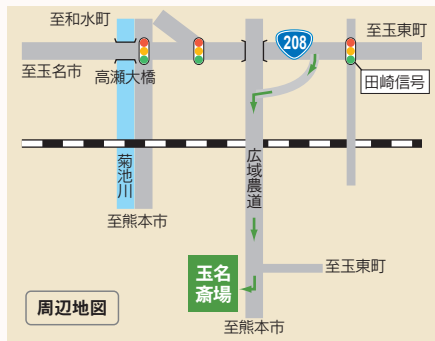 至和水町
208
至玉東町
至玉名市
高瀬大橋
田崎信号
菊池川
広域農道
至熊本市
玉名
斎場
至玉東町
周辺地図
至熊本市